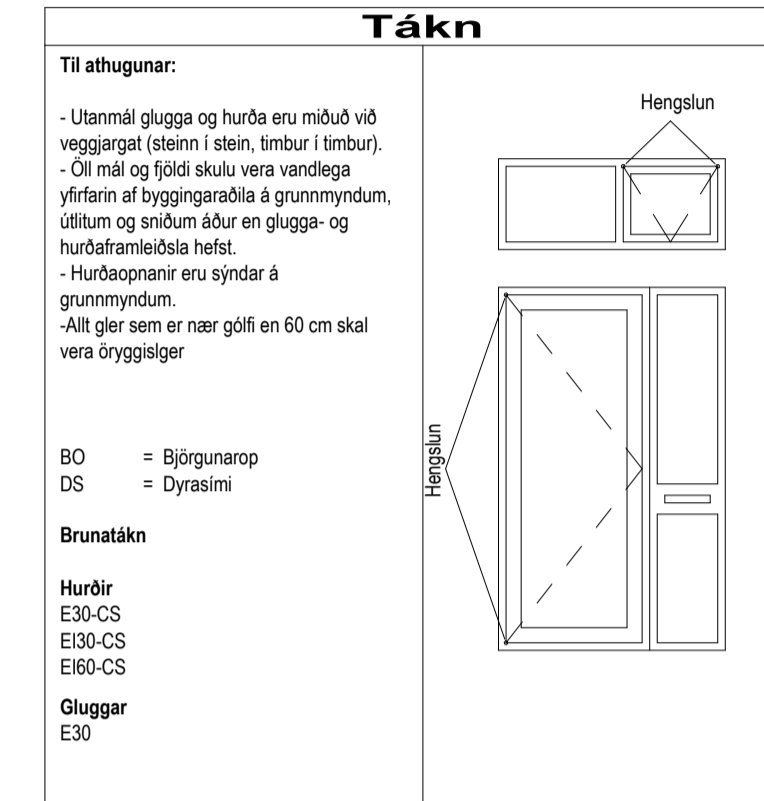 Tákn
Til athugunar:
- Utanmál glugga og hurða eru miðuð við
veggjargat (steinn í stein, timbur í timbur).
- Öll mál og fjöldi skulu vera vandlega
yfirfarin af byggingaraðila á grunnmyndum,
útlitum og sniðum áður en glugga- og
hurðaframleiðsla hefst.
- Hurðaopnanir eru sýndar á
grunnmyndum.
-Allt gler sem er nær gólfi en 60 cm skal
vera öryggislger
BO = Björgunarop
DS = Dyrasími
Brunatákn
Hurðir
E30-CS
EI30-CS
EI60-CS
Gluggar
E30
Hengslun
Hengslun